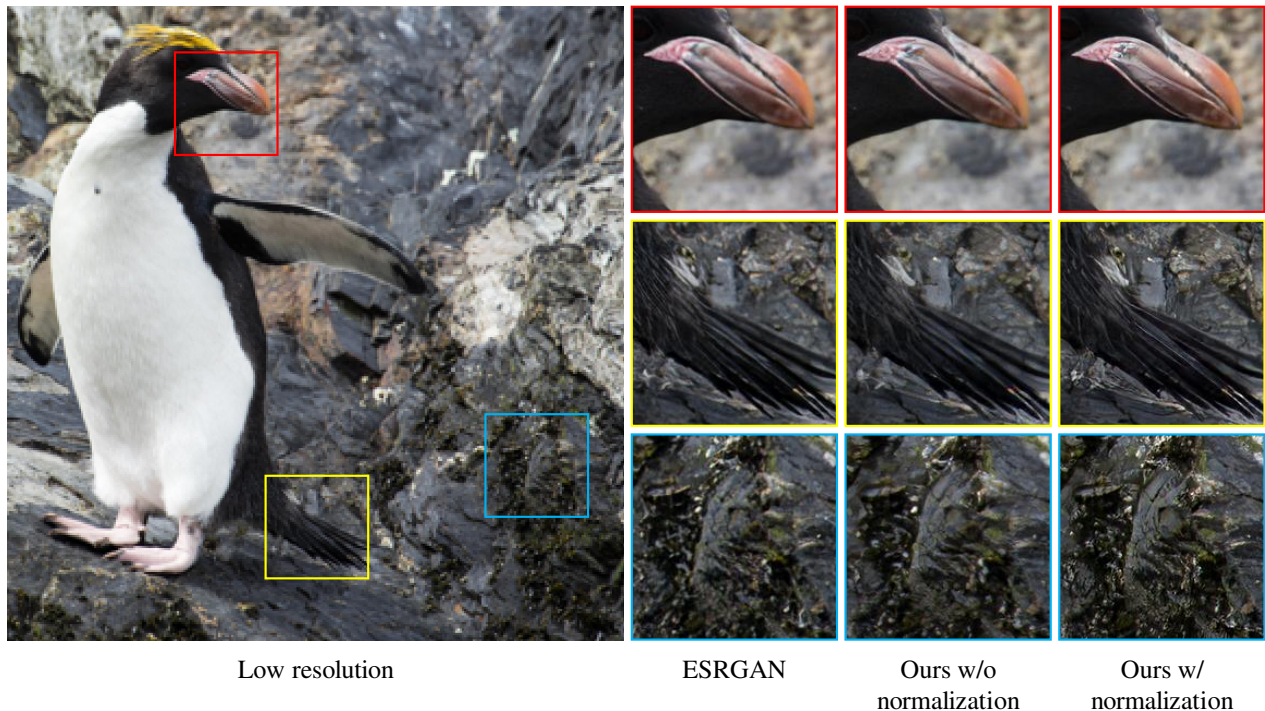 Low resolution
ESRGAN
Ours w/o
normalization
Ours w/
normalization